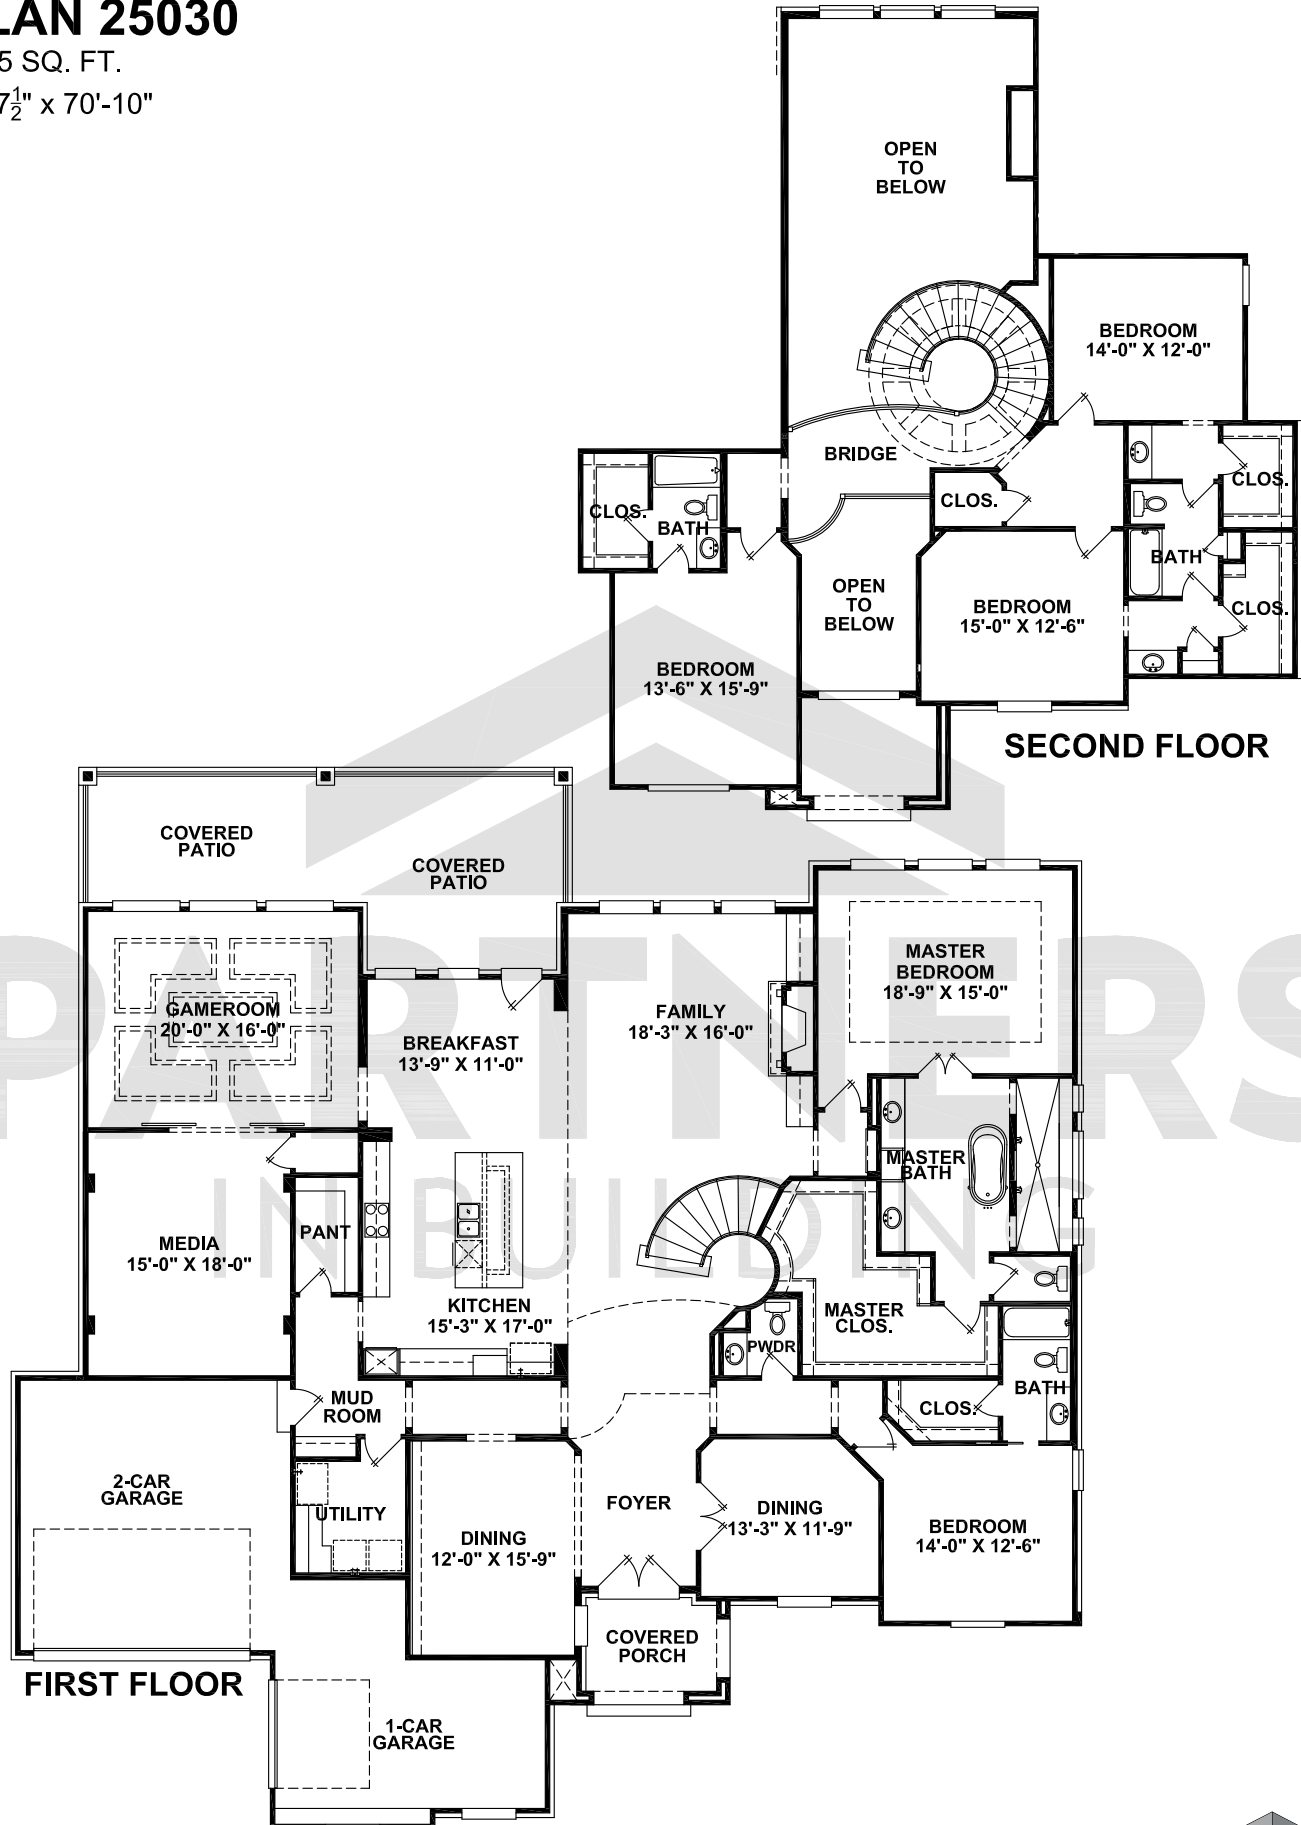 LAN 25030
5 SQ. FT.
7½" x 70'-10"
OPEN
TO
BELOW
BEDROOM
14'-0" X 12'-0"
BRIDGE
CLOS.
CLOS.
BATH
CLOS.
BATH
CLOS.
OPEN
TO
BELOW
BEDROOM
15'-0" X 12'-6"
BEDROOM
13'-6" X 15'-9"
SECOND FLOOR
COVERED
PATIO
COVERED
PATIO
GAMEROOM
20'-0" X 16'-0"
BREAKFAST
13'-9" X 11'-0"
FAMILY
18'-3" X 16'-0"
MASTER
BEDROOM
18'-9" X 15'-0"
PARTNERS
IN BUILDING
MASTER
BATH
MEDIA
15'-0" X 18'-0"
PANT
KITCHEN
15'-3" X 17'-0"
MASTER
CLOS.
PWDR
MUD
ROOM
CLOS.
BATH
2-CAR
GARAGE
UTILITY
DINING
12'-0" X 15'-9"
FOYER
DINING
13'-3" X 11'-9"
BEDROOM
14'-0" X 12'-6"
COVERED
PORCH
FIRST FLOOR
1-CAR
GARAGE